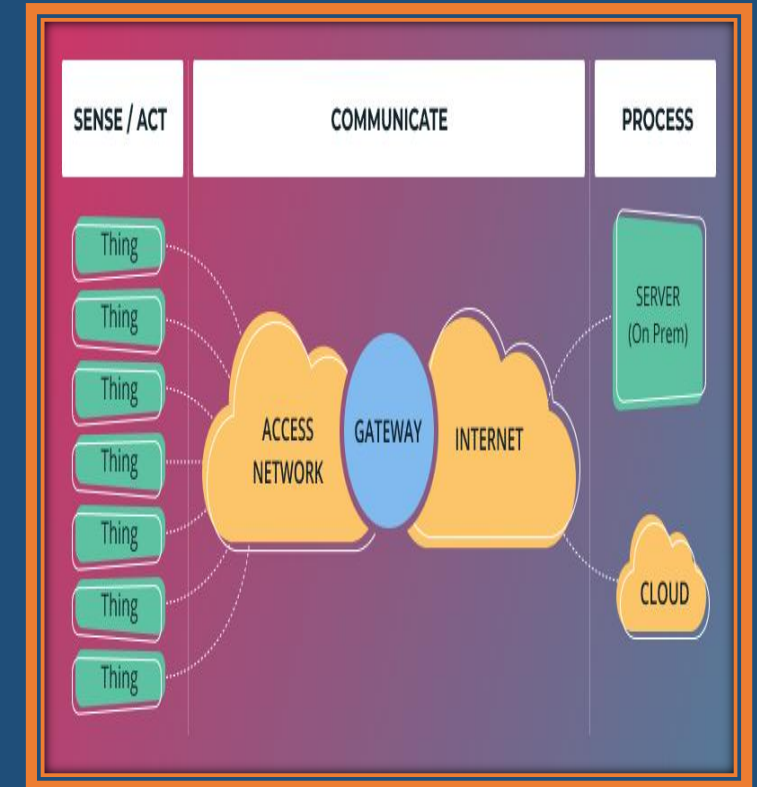 SENSE / ACT
COMMUNICATE
PROCESS
Thing
Thing
Thing
Thing
Thing
Thing
Thing
ACCESS
NETWORK
GATEWAY
INTERNET
SERVER
(On Prem)
CLOUD